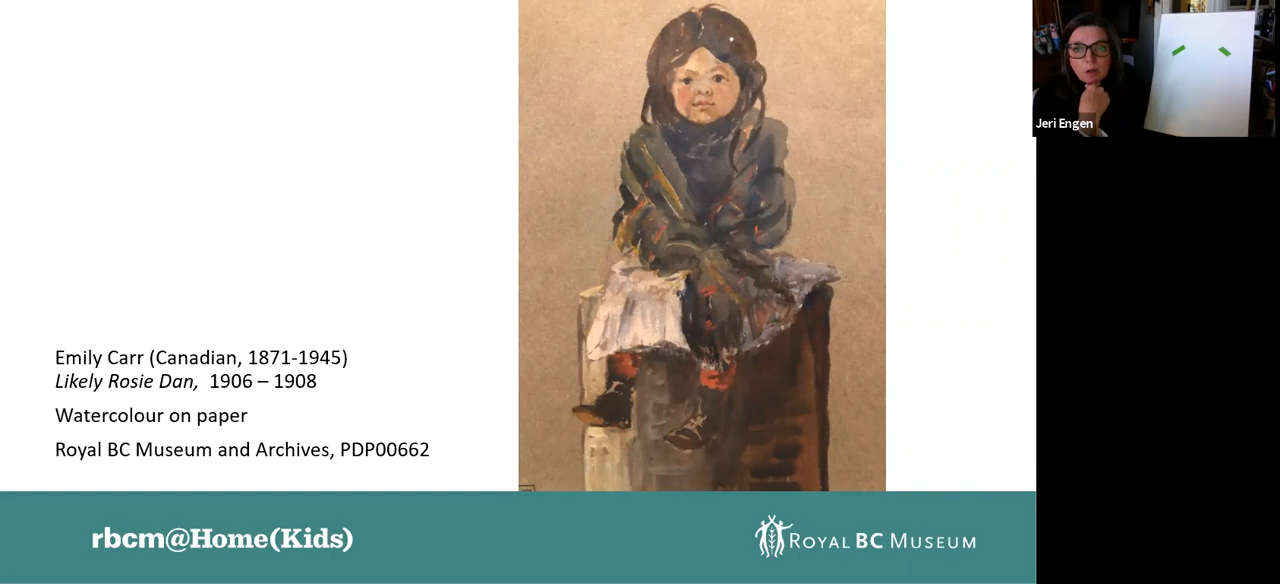 Jeri Engen
Emily Carr (Canadian, 1871-1945)
Likely Rosie Dan, 1906 – 1908
Watercolour on paper
Royal BC Museum and Archives, PDP00662
rbcm@Home(Kids)
ROYAL BC MUSEUM